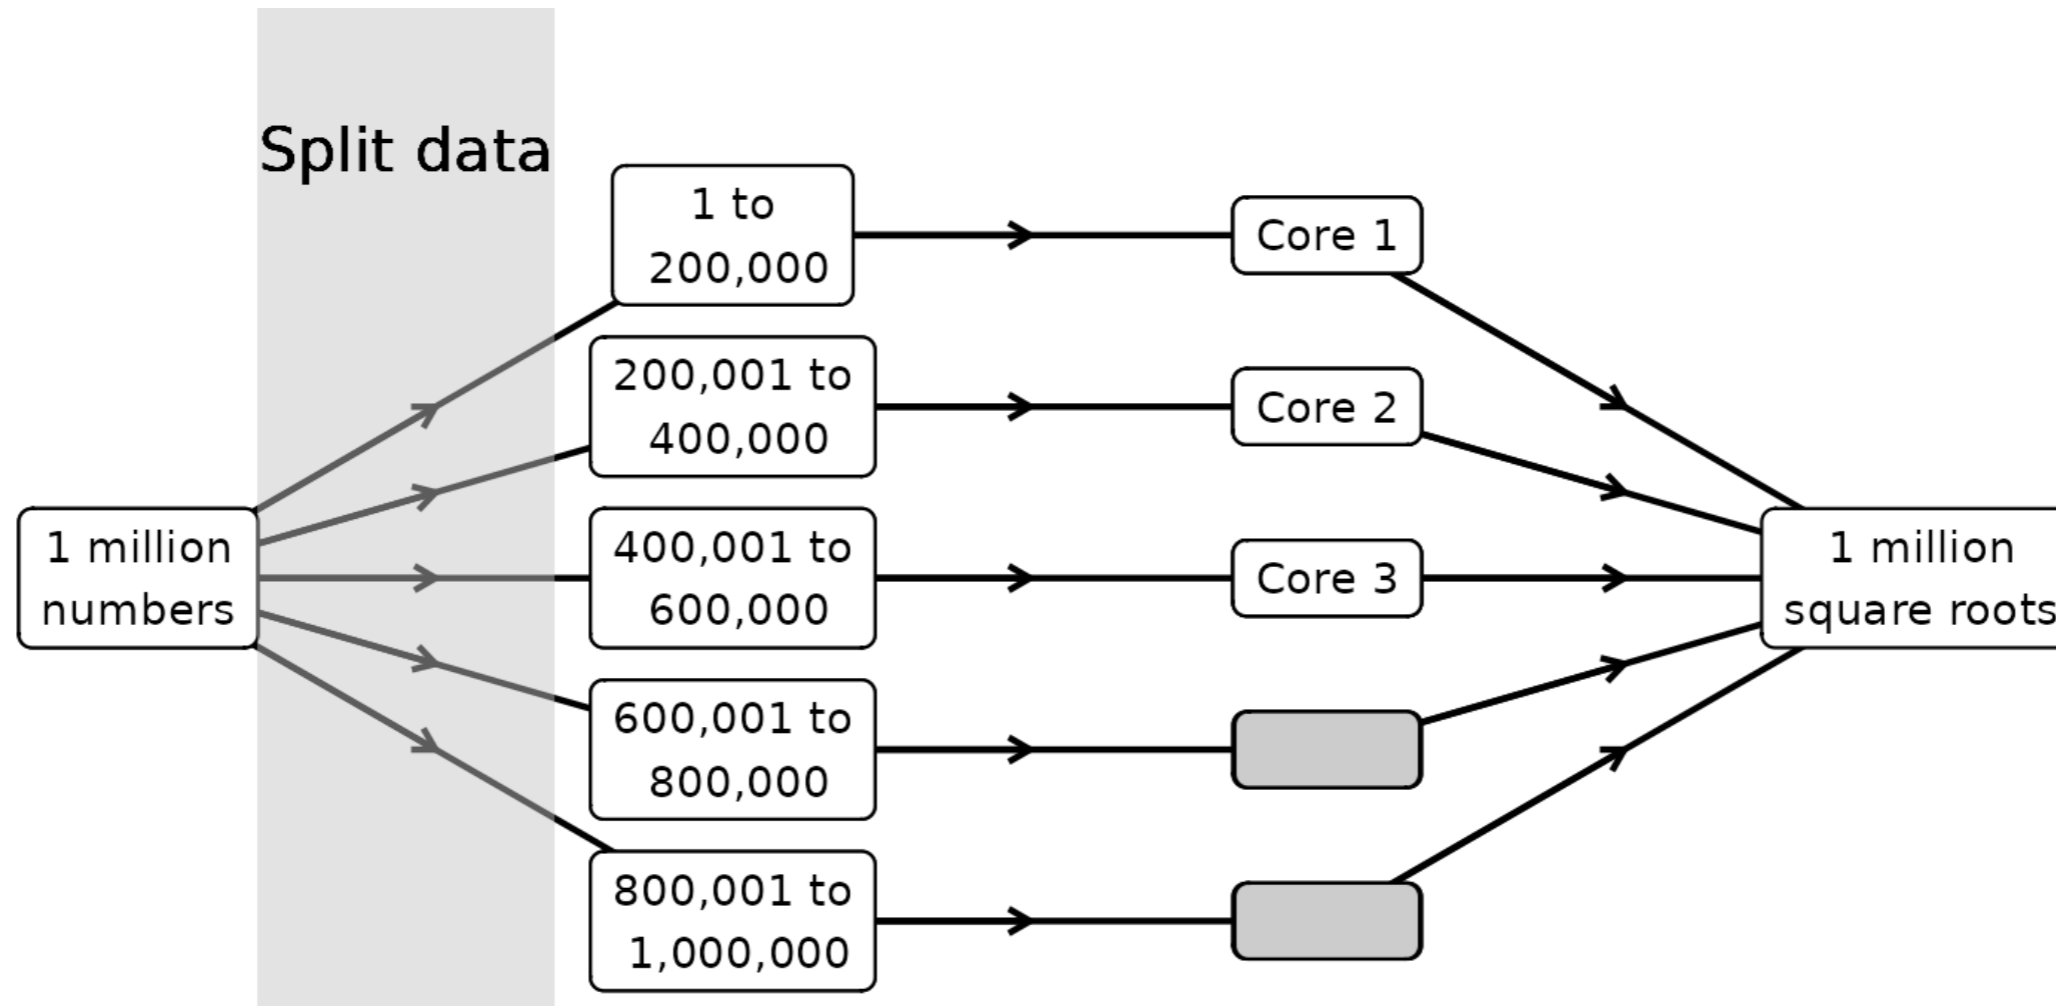 Split data
1 to
200,000
Core 1
200,001 to
400,000
Core 2
1 million
numbers
400,001 to
600,000
Core 3
1 million
square roots
600,001 to
800,000
800,001 to
1,000,000